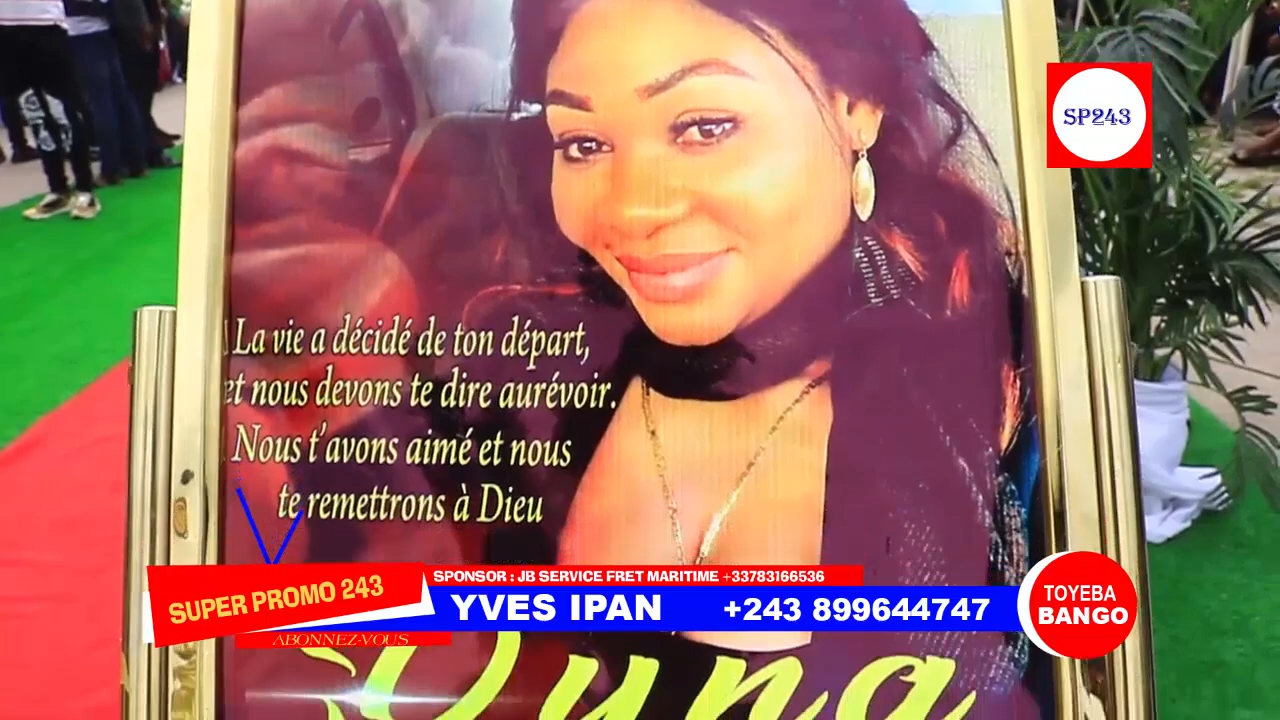 SP243
La vie a décidé de ton départ,
et nous devons te dire aurévoir.
Nous t'avons aimé et nous
te remettrons à Dieu
SPONSOR : JB SERVICE FRET MARITIME +33783166536
SUPER PROMO 243
YVES IPAN +243 899644747
TOYEBA
BANGO
ABONNEZ-VOUS